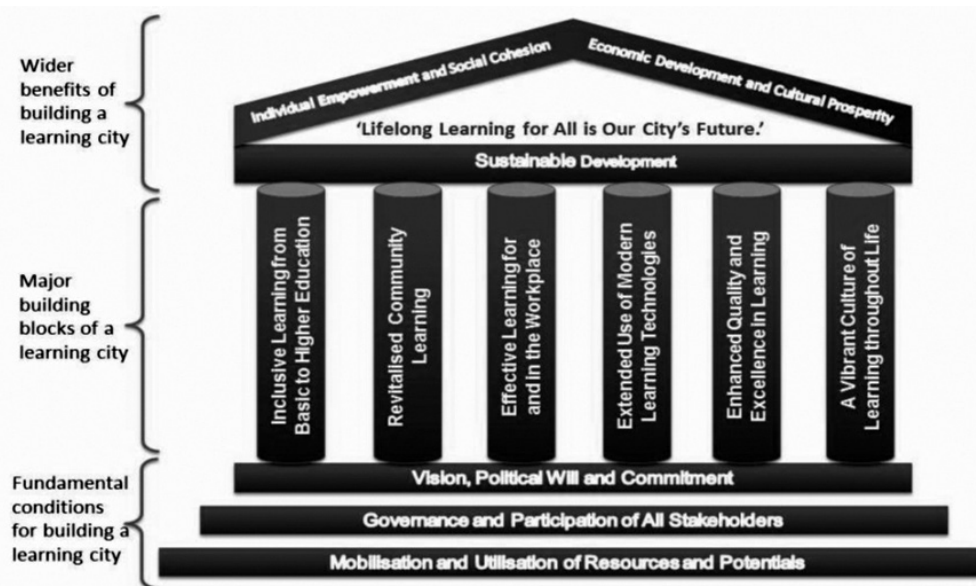 Wider
benefits of
building a
learning city
Individual Empowerment and Social Cohesion
Economic Development and Cultural Prosperity
'Lifelong Learning for All is Our City's Future.'
Sustainable Development
Major
building
blocks of a
learning city
Inclusive Learning from
Basic to Higher Education
Revitalised Community
Learning
Effective Learning for
and in the Workplace
Extended Use of Modern
Learning Technologies
Enhanced Quality and
Excellence in Learning
A Vibrant Culture of
Learning throughout Life
Fundamental
conditions
for building a
learning city
Vision, Political Will and Commitment
Governance and Participation of All Stakeholders
Mobilisation and Utilisation of Resources and Potentials